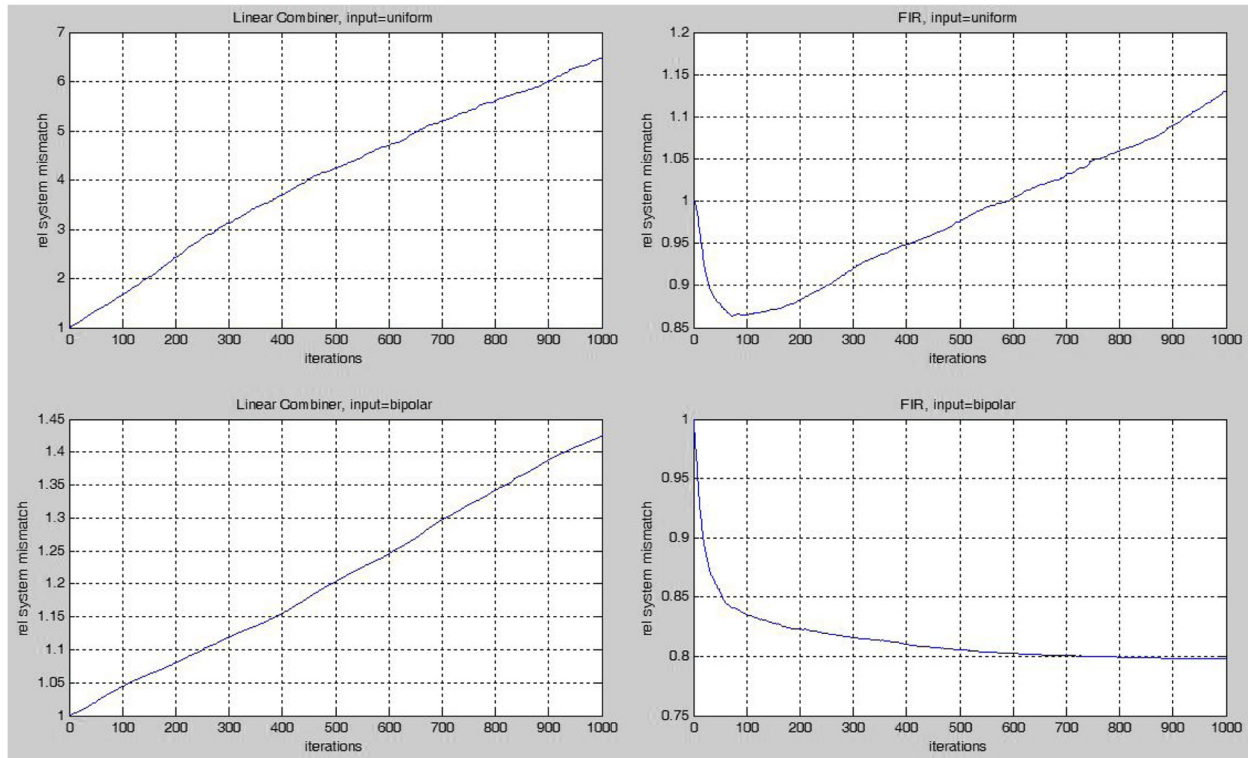 Linear Combiner, input=uniform
7
6
5
4
3
2
1
rel system mismatch
0 100 200 300 400 500 600 700 800 900 1000
iterations
FIR, input=uniform
1.2
1.15
1.1
1.05
1
0.95
0.9
0.85
rel system mismatch
0 100 200 300 400 500 600 700 800 900 1000
iterations
Linear Combiner, input=bipolar
1.45
1.4
1.35
1.3
1.25
1.2
1.15
1.1
1.05
1
rel system mismatch
0 100 200 300 400 500 600 700 800 900 1000
iterations
FIR, input=bipolar
1
0.95
0.9
0.85
0.8
0.75
rel system mismatch
0 100 200 300 400 500 600 700 800 900 1000
iterations